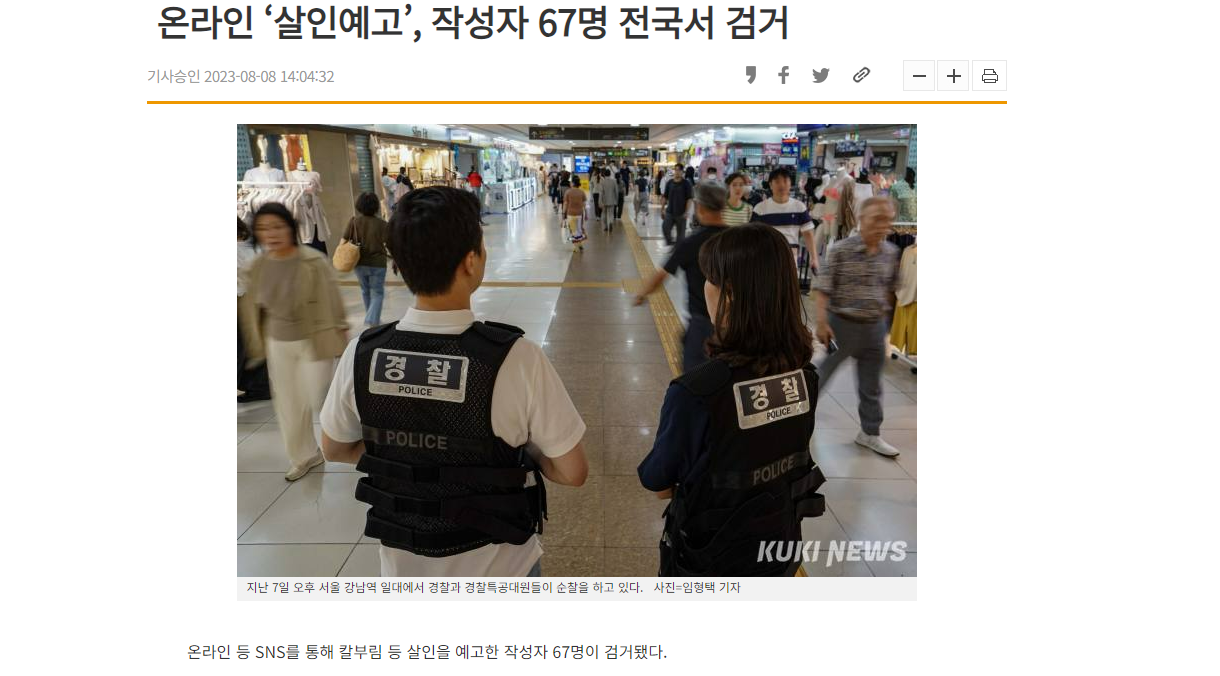 온라인 ‘살인예고’, 작성자 67명 전국서 검거
기사승인 2023-08-08 14:04:32
Slim fit
경찰
POLICE
POLICE
경찰
POLICE
POLICE
KUKI NEWS
지난 7일 오후 서울 강남역 일대에서 경찰과 경찰특공대원들이 순찰을 하고 있다. 사진=임형택 기자
온라인 등 SNS를 통해 칼부림 등 살인을 예고한 작성자 67명이 검거됐다.